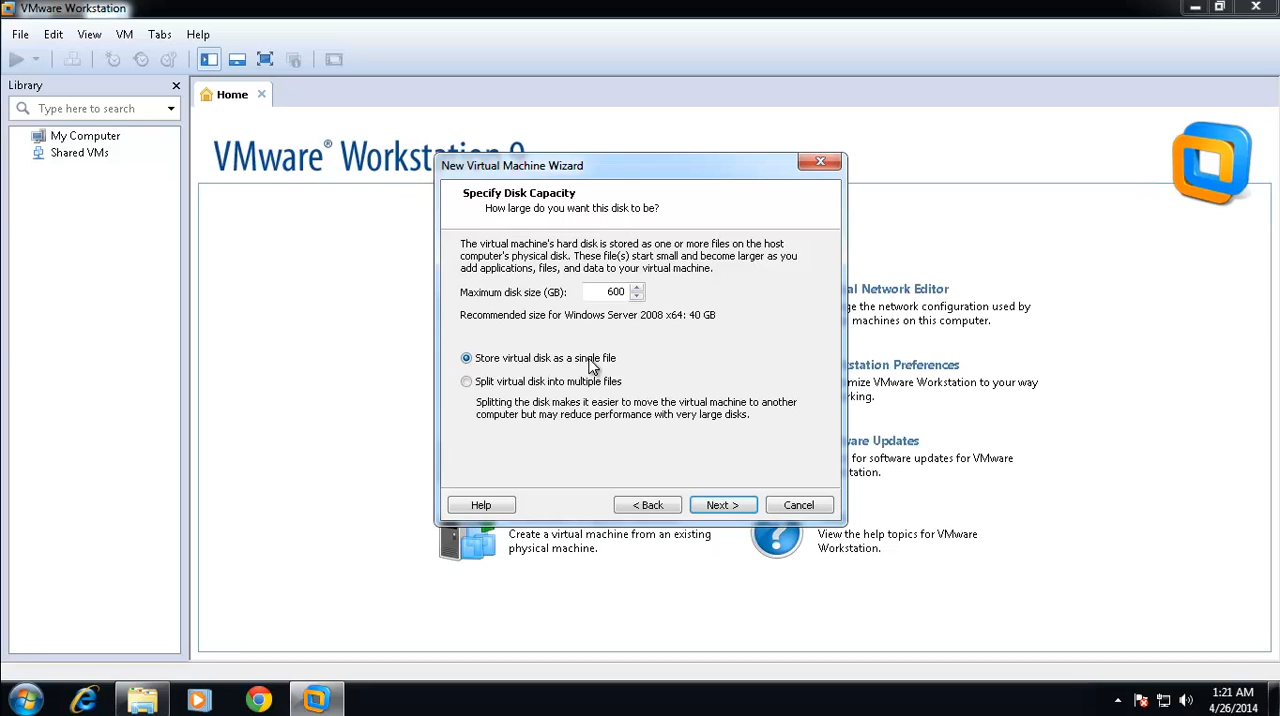 VMware Workstation
File Edit View VM Tabs Help
Library
Type here to search
My Computer
Shared VMs
Home
VMware® Workstation 9
New Virtual Machine Wizard
Specify Disk Capacity
How large do you want this disk to be?
The virtual machine's hard disk is stored as one or more files on the host
computer's physical disk. These file(s) start small and become larger as you
add applications, files, and data to your virtual machine.
Maximum disk size (GB): 600
Recommended size for Windows Server 2008 x64: 40 GB
Store virtual disk as a single file
Split virtual disk into multiple files
Splitting the disk makes it easier to move the virtual machine to another
computer but may reduce performance with very large disks.
Help < Back Next > Cancel
al Network Editor
ge the network configuration used by
machines on this computer.
station Preferences
mize VMware Workstation to your way
rking.
ware Updates
for software updates for VMware
station.
Create a virtual machine from an existing
physical machine.
View the help topics for VMware
Workstation.
1:21 AM
4/26/2014